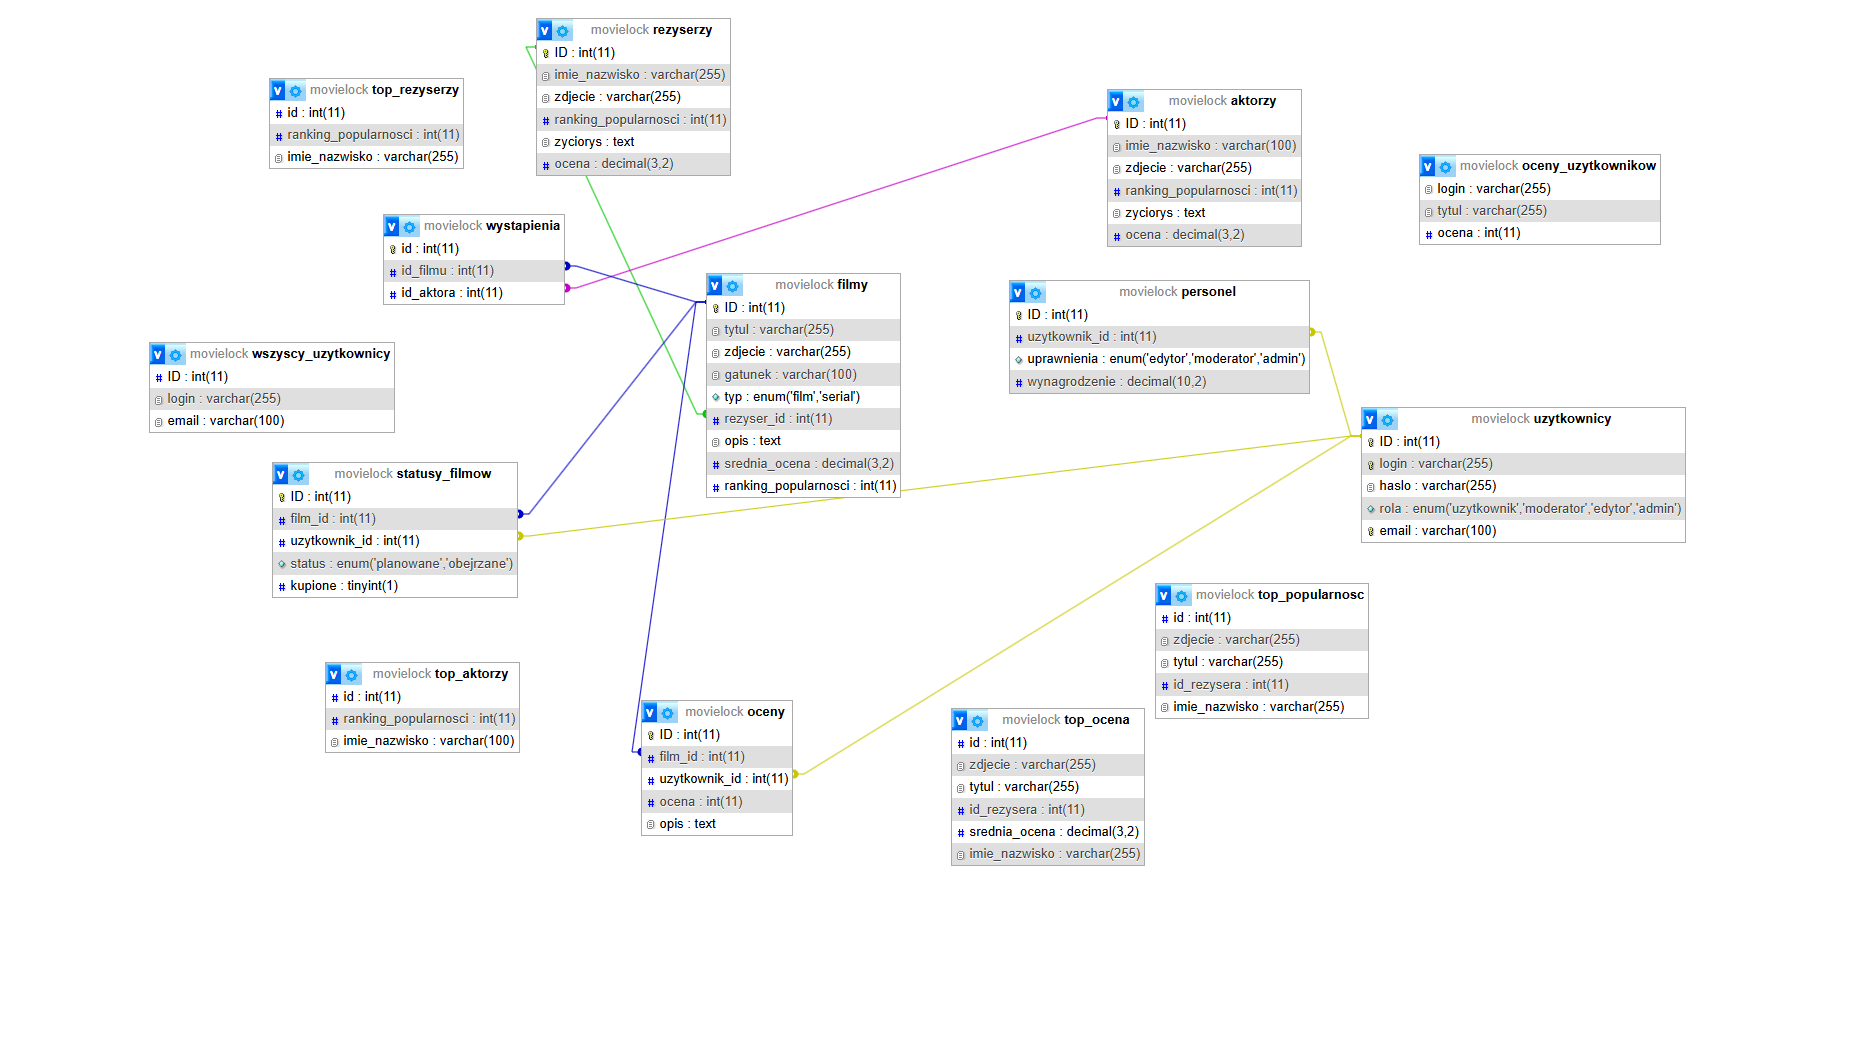 movielock rezyserzy
ID : int(11)
imie_nazwisko : varchar(255)
zdjecie : varchar(255)
ranking_popularnosci : int(11)
zyciorys : text
ocena : decimal(3,2)
movielock top_rezyserzy
id : int(11)
ranking_popularnosci : int(11)
imie_nazwisko : varchar(255)
movielock aktorzy
ID : int(11)
imie_nazwisko : varchar(100)
zdjecie : varchar(255)
ranking_popularnosci : int(11)
zyciorys : text
ocena : decimal(3,2)
movielock oceny_uzytkownikow
login : varchar(255)
tytul : varchar(255)
ocena : int(11)
movielock wystapienia
id : int(11)
id_filmu : int(11)
id_aktora : int(11)
movielock filmy
ID : int(11)
tytul : varchar(255)
zdjecie : varchar(255)
gatunek : varchar(100)
typ : enum('film','serial')
rezyser_id : int(11)
opis : text
srednia_ocena : decimal(3,2)
ranking_popularnosci : int(11)
movielock personel
ID : int(11)
uzytkownik_id : int(11)
uprawnienia : enum('edytor','moderator','admin')
wynagrodzenie : decimal(10,2)
movielock wszyscy_uzytkownicy
ID : int(11)
login : varchar(255)
email : varchar(100)
movielock uzytkownicy
ID : int(11)
login : varchar(255)
haslo : varchar(255)
rola : enum('uzytkownik','moderator','edytor','admin')
email : varchar(100)
movielock statusy_filmow
ID : int(11)
film_id : int(11)
uzytkownik_id : int(11)
status : enum('planowane','obejrzane')
kupione : tinyint(1)
movielock top_popularnosc
id : int(11)
zdjecie : varchar(255)
tytul : varchar(255)
id_rezysera : int(11)
imie_nazwisko : varchar(255)
movielock top_aktorzy
id : int(11)
ranking_popularnosci : int(11)
imie_nazwisko : varchar(100)
movielock oceny
ID : int(11)
film_id : int(11)
uzytkownik_id : int(11)
ocena : int(11)
opis : text
movielock top_ocena
id : int(11)
zdjecie : varchar(255)
tytul : varchar(255)
id_rezysera : int(11)
srednia_ocena : decimal(3,2)
imie_nazwisko : varchar(255)